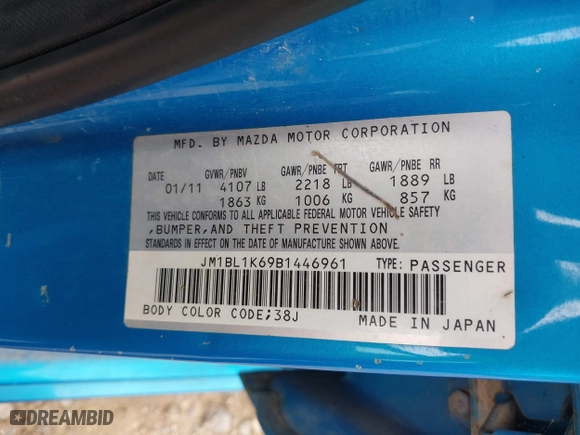 MFD. BY MAZDA MOTOR CORPORATION
DATE GVWR/PNBV GAWR/PNBE FRT GAWR/PNBE RR
01/11 4107 LB 2218 LB 1889 LB
1863 KG 1006 KG 857 KG
THIS VEHICLE CONFORMS TO ALL APPLICABLE FEDERAL MOTOR VEHICLE SAFETY
,BUMPER,AND THEFT PREVENTION
STANDARDS IN EFFECT ON THE DATE OF MANUFACTURE SHOWN ABOVE.
JM1BL1K69B1446961 TYPE: PASSENGER
BODY COLOR CODE;38J MADE IN JAPAN
DREAMBID